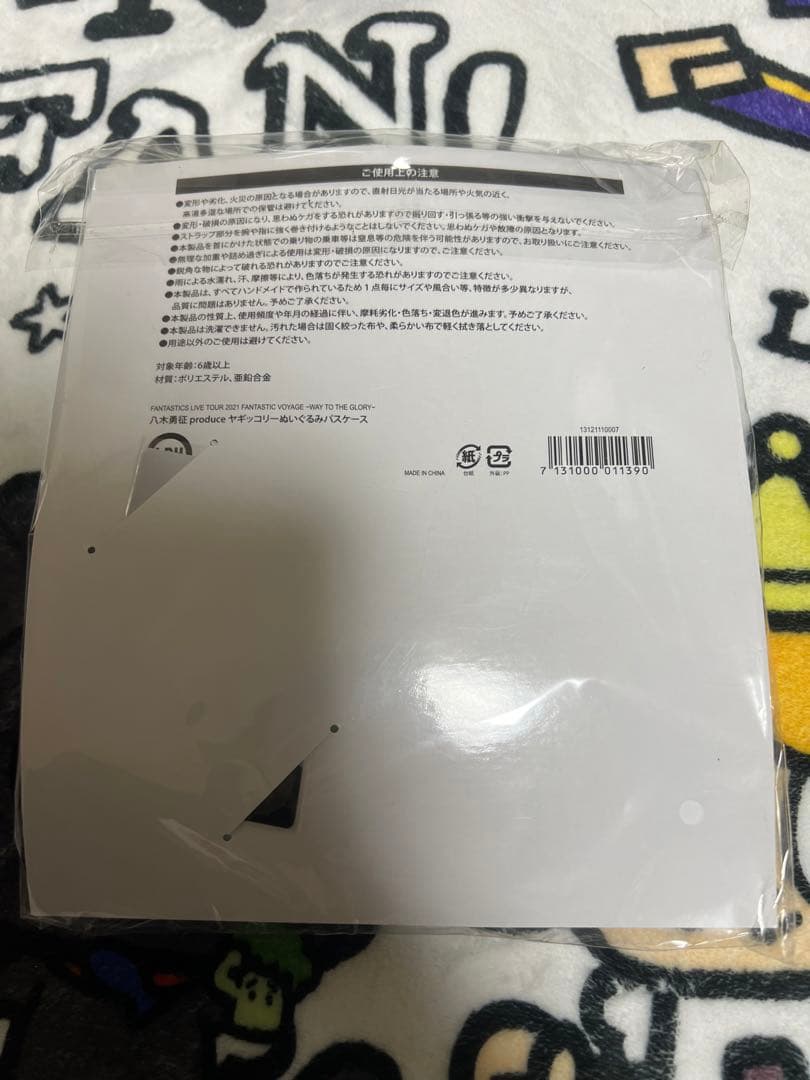 ご使用上の注意
●変形や劣化、火災の原因となる場合がありますので、直射日光が当たる場所や火気の近く、
高温多湿な場所での保管は避けてください。
●変形・破損の原因になり、思わぬケガをする恐れがありますので振り回す・引っ張る等の強い衝撃を与えないでください。
●ストラップ部分を腕や指に強く巻き付けるようなことはしないでください。思わぬケガや故障の原因となります。
●本製品を首にかけた状態での乗り物の乗車等は窒息等の危険を伴う可能性がありますので、お取り扱いにご注意ください。
●無理な加重や詰め過ぎによる使用は変形・破損の原因になりますので、ご注意ください。
●鋭角な物によって破れる恐れがありますのでご注意ください。
●雨による水濡れ、汗、摩擦等により、色落ちが発生する恐れがありますのでご注意ください。
●本製品は、すべてハンドメイドで作られているため1点毎にサイズや風合い等、特徴が多少異なりますが、
品質に問題はありません。予めご了承ください。
●本製品の性質上、使用頻度や年月の経過に伴い、摩耗劣化・色落ち・変退色が進みます。予めご了承ください。
●本製品は洗濯できません。汚れた場合は固く絞った布や、柔らかい布で軽く拭き落としてください。
●用途以外のご使用は避けてください。
対象年齢:6歳以上
材質:ポリエステル、亜鉛合金
FANTASTICS LIVE TOUR 2021 FANTASTIC VOYAGE ~WAY TO THE GLORY~
八木勇征 produce ヤギッコリーぬいぐるみパスケース
13121110007
MADE IN CHINA
紙
台紙
プラ
外装:PP
7 131000 011390